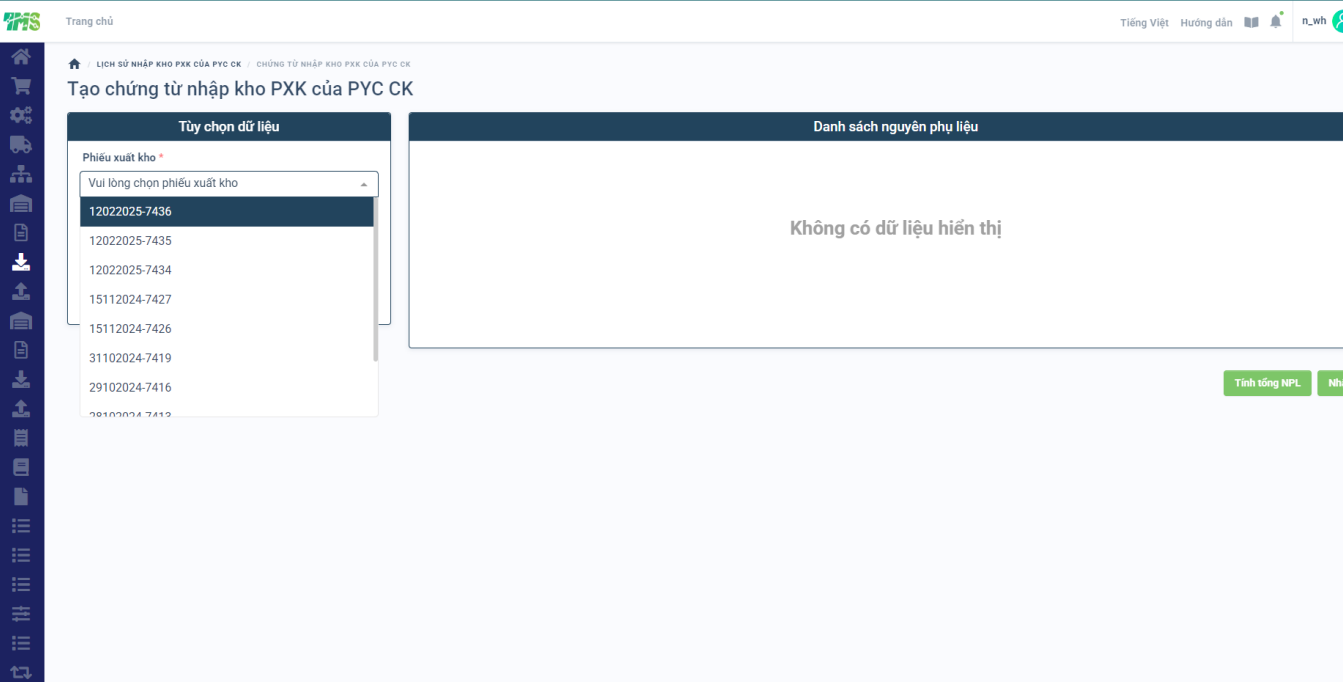 Trang chủ
Tiếng Việt Hướng dẫn n_wh
LỊCH SỬ NHẬP KHO PXK CỦA PYC CK / CHỨNG TỪ NHẬP KHO PXK CỦA PYC CK
Tạo chứng từ nhập kho PXK của PYC CK
Tùy chọn dữ liệu
Phiếu xuất kho *
Vui lòng chọn phiếu xuất kho
12022025-7436
12022025-7435
12022025-7434
15112024-7427
15112024-7426
31102024-7419
29102024-7416
28102024-7413
Danh sách nguyên phụ liệu
Không có dữ liệu hiển thị
Tính tổng NPL